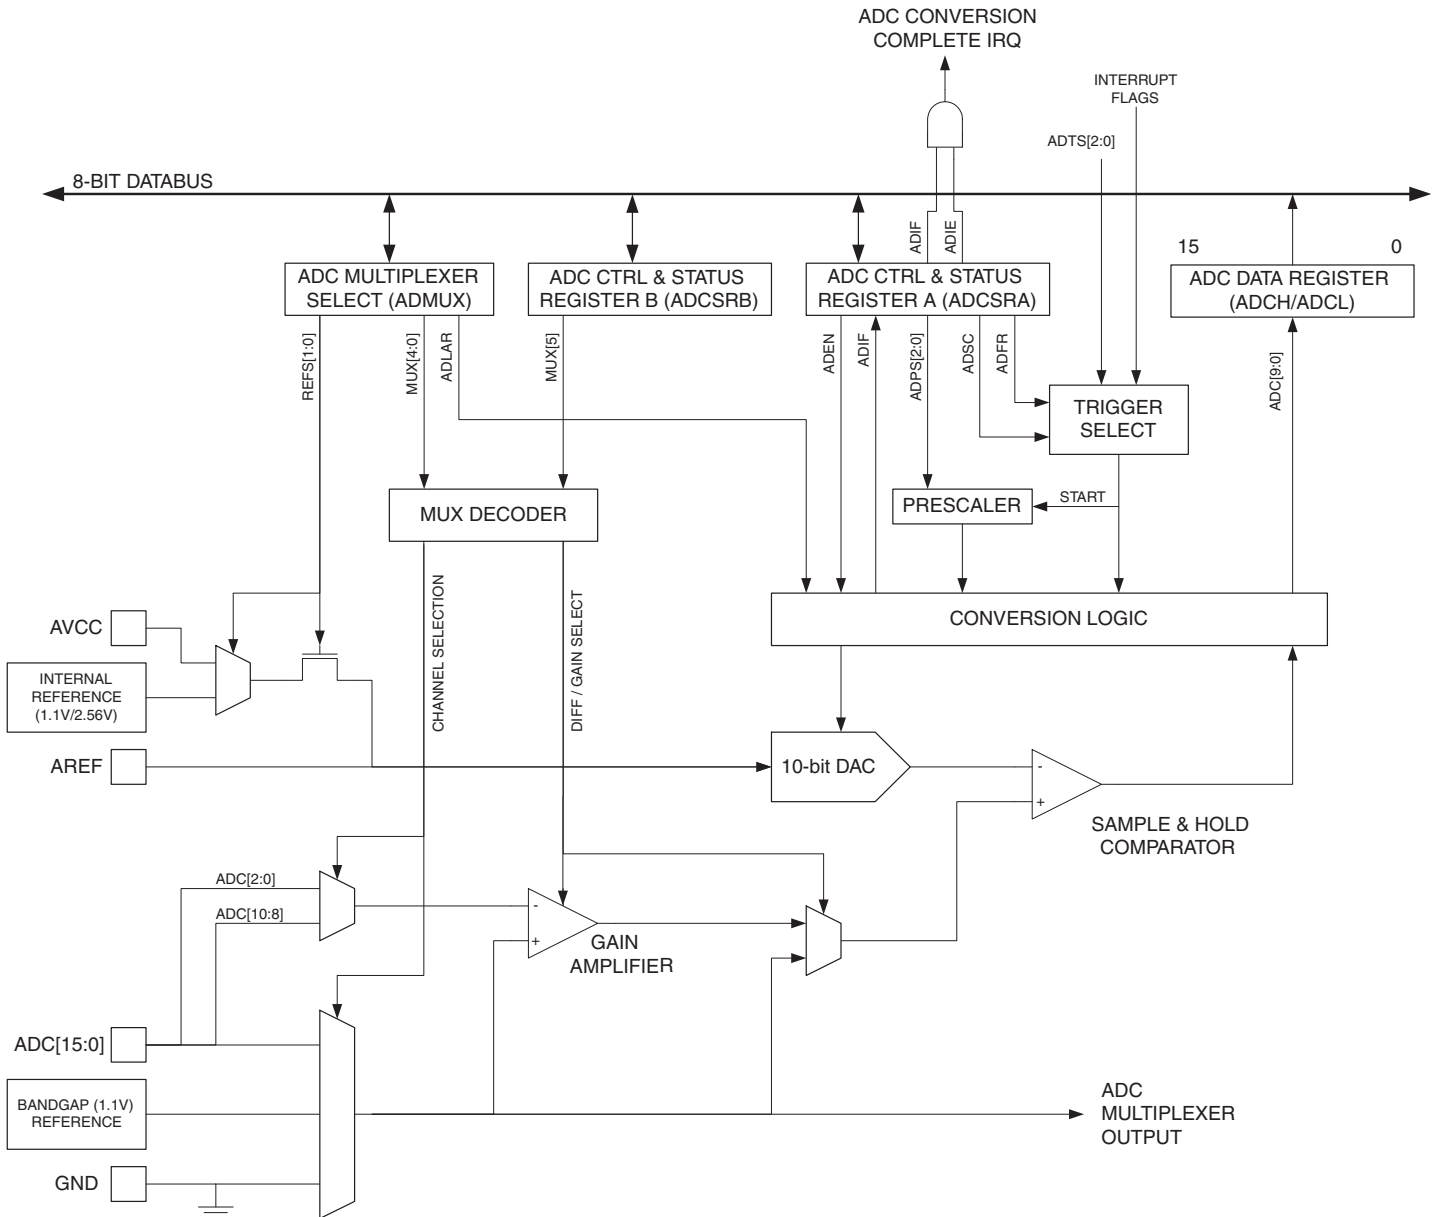 ADC CONVERSION
COMPLETE IRQ
INTERRUPT
FLAGS
ADTS[2:0]
8-BIT DATABUS
ADIF
ADIE
15
0
ADC MULTIPLEXER
SELECT (ADMUX)
ADC CTRL & STATUS
REGISTER B (ADCSRB)
ADC CTRL & STATUS
REGISTER A (ADCSRA)
ADC DATA REGISTER
(ADCH/ADCL)
REFS[1:0]
MUX[4:0]
ADLAR
MUX[5]
ADEN
ADIF
ADPS[2:0]
ADSC
ADFR
ADC[9:0]
TRIGGER
SELECT
MUX DECODER
PRESCALER
START
CHANNEL SELECTION
DIFF / GAIN SELECT
CONVERSION LOGIC
AVCC
INTERNAL
REFERENCE
(1.1V/2.56V)
AREF
10-bit DAC
-
+
SAMPLE & HOLD
COMPARATOR
ADC[2:0]
ADC[10:8]
-
+
GAIN
AMPLIFIER
ADC[15:0]
BANDGAP (1.1V)
REFERENCE
GND
ADC
MULTIPLEXER
OUTPUT